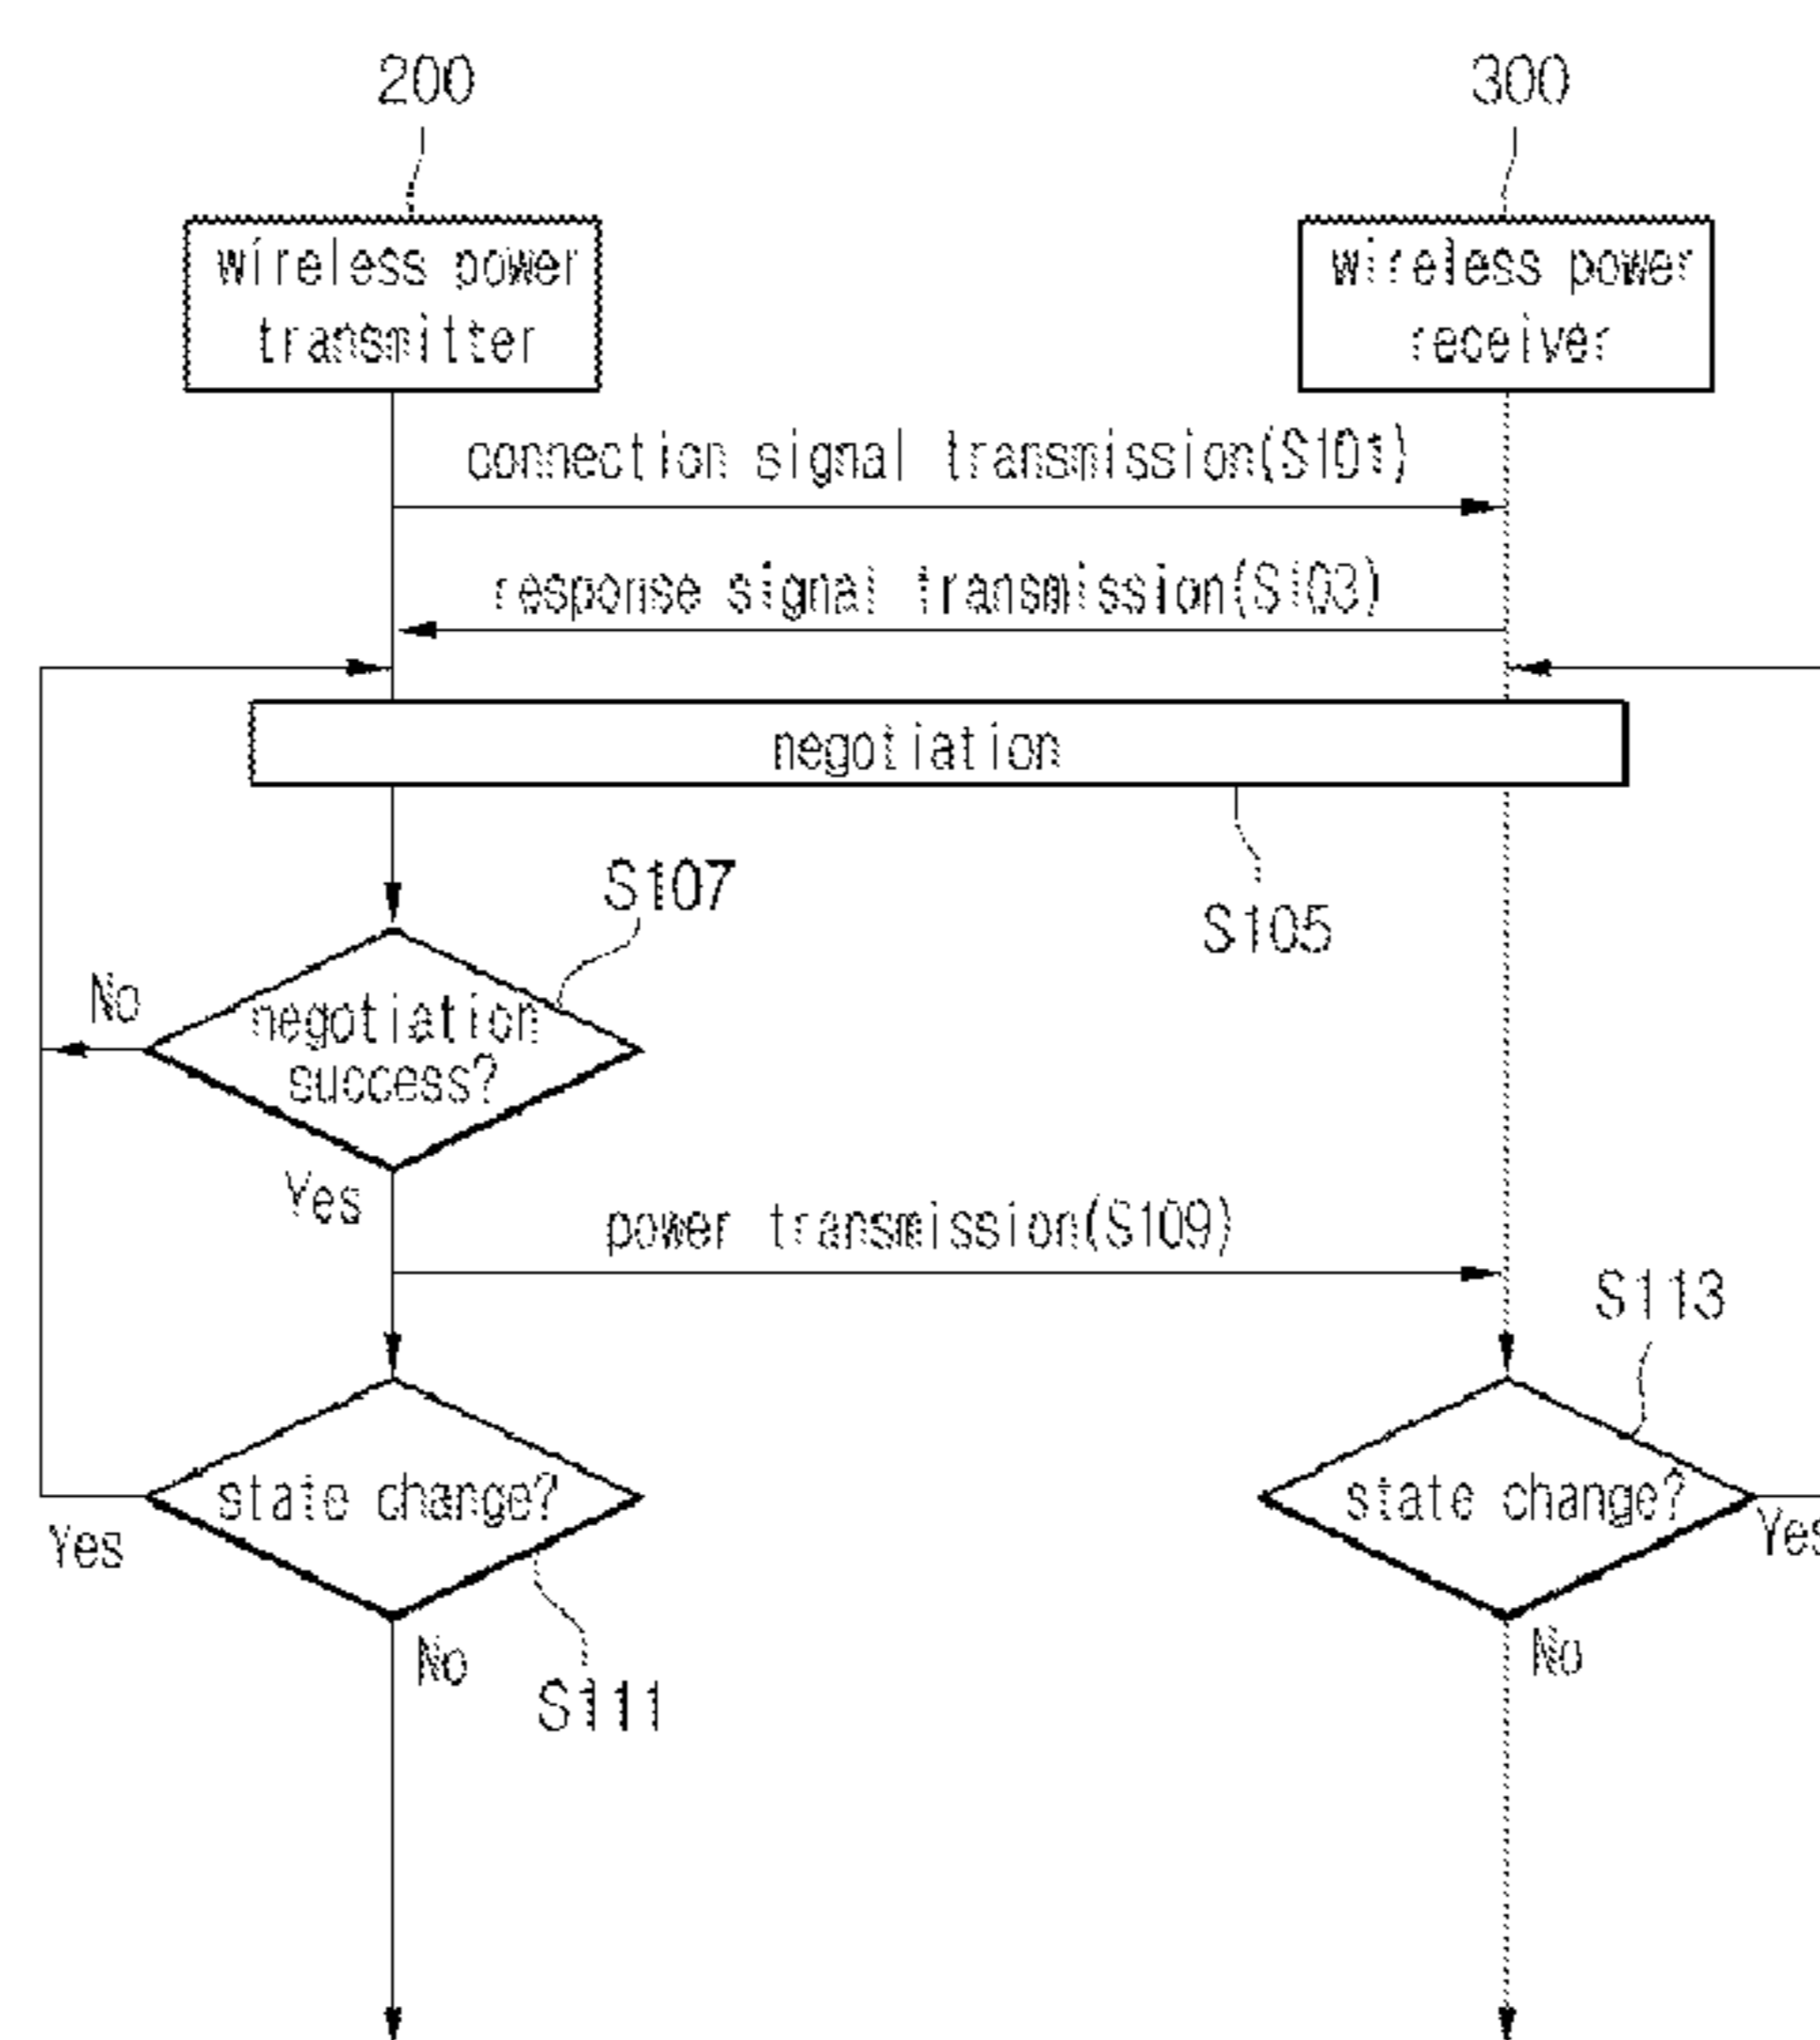 200
300
wireless power
transmitter
wireless power
receiver
connection signal transmission(S101)
response signal transmission(S103)
negotiation
S105
S107
No
negotiation
success?
Yes
power transmission(S109)
S113
state change?
Yes
No
S111
state change?
Yes
No